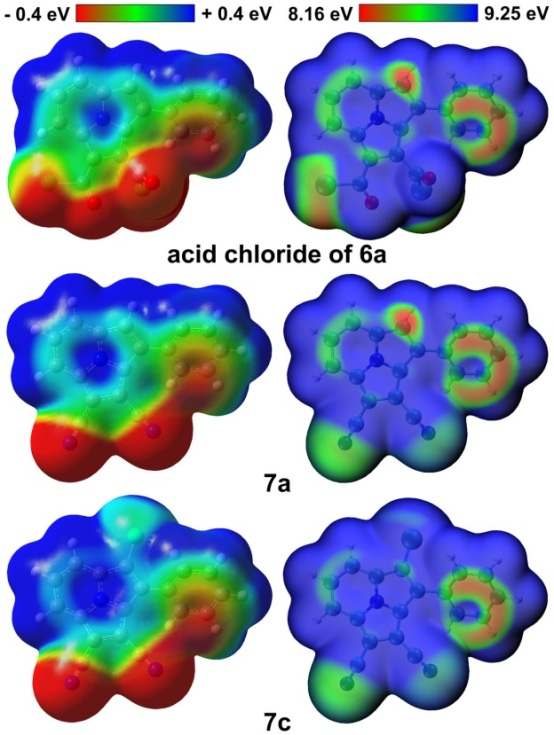 - 0.4 eV + 0.4 eV 8.16 eV 9.25 eV
acid chloride of 6a
7a
7c